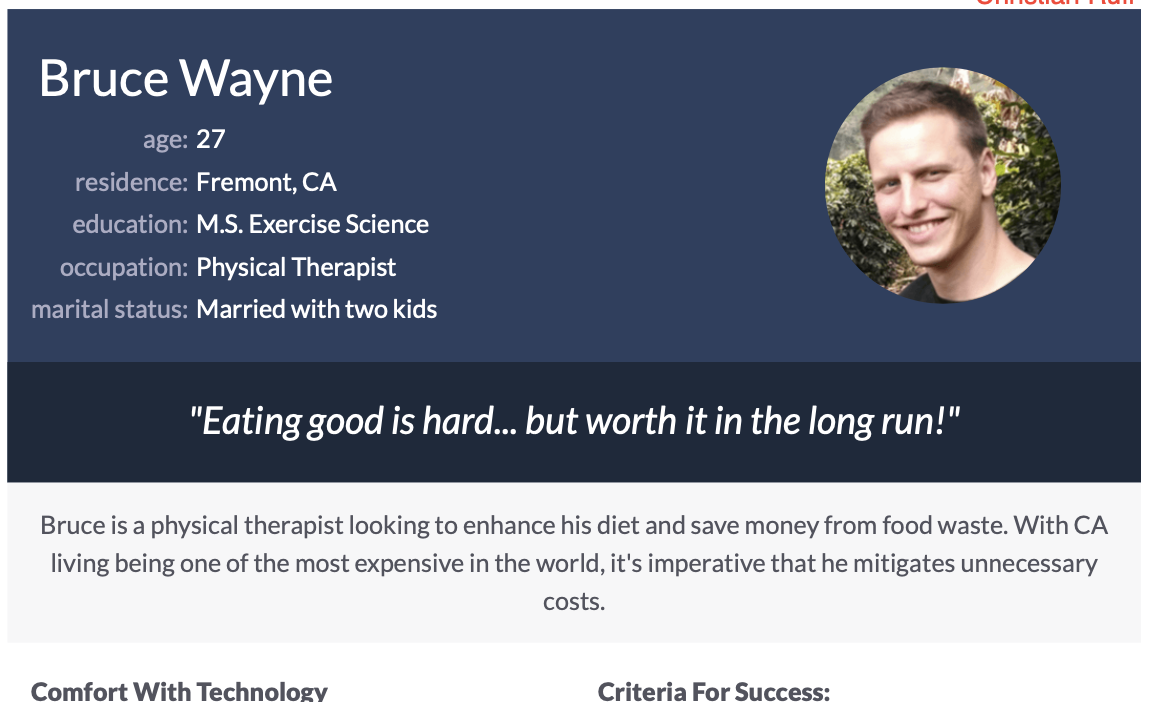 Bruce Wayne
age: 27
residence: Fremont, CA
education: M.S. Exercise Science
occupation: Physical Therapist
marital status: Married with two kids
"Eating good is hard... but worth it in the long run!"
Bruce is a physical therapist looking to enhance his diet and save money from food waste. With CA
living being one of the most expensive in the world, it's imperative that he mitigates unnecessary
costs.
Comfort With Technology
Criteria For Success: